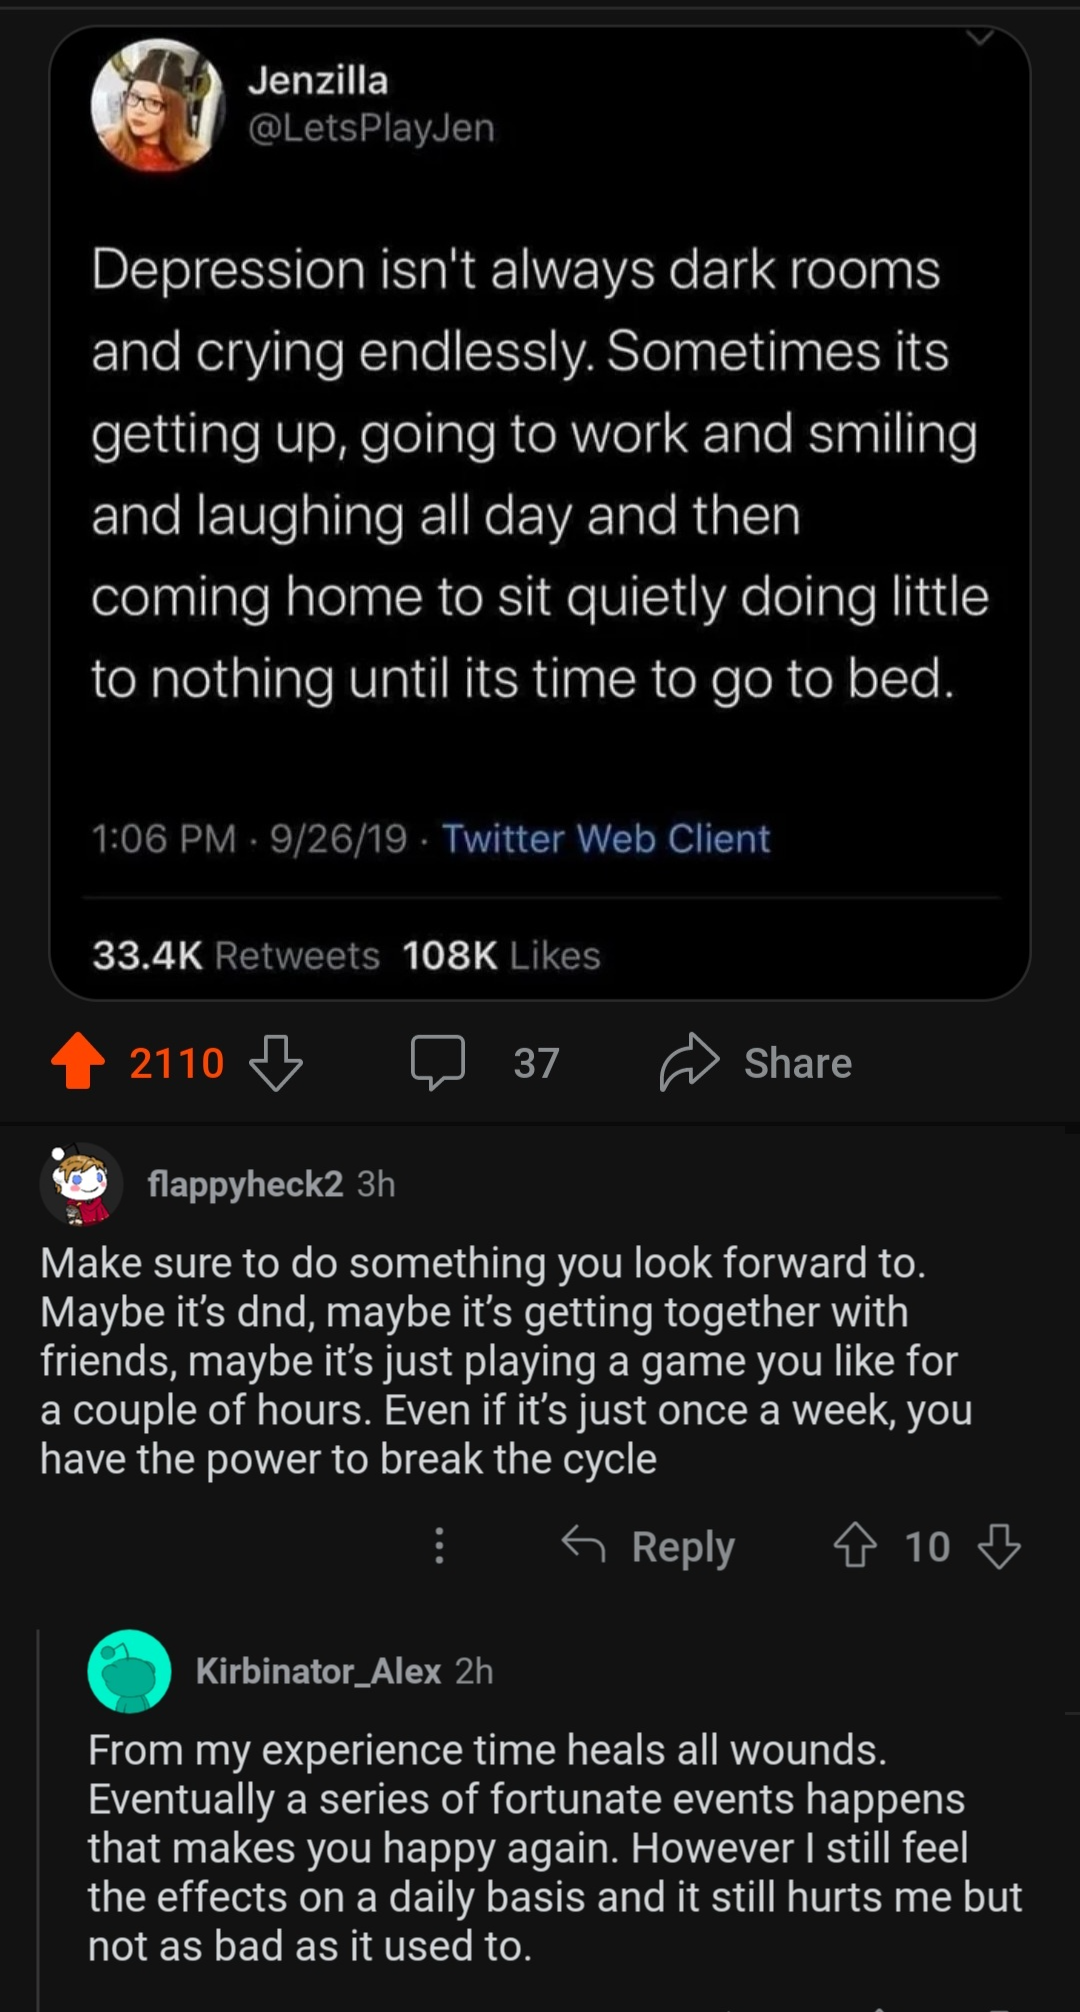 Jenzilla
@LetsPlayJen
Depression isn't always dark rooms
and crying endlessly. Sometimes its
getting up, going to work and smiling
and laughing all day and then
coming home to sit quietly doing little
to nothing until its time to go to bed.
1:06 PM · 9/26/19 · Twitter Web Client
33.4K Retweets 108K Likes
2110 37 Share
flappyheck2 3h
Make sure to do something you look forward to.
Maybe it's dnd, maybe it's getting together with
friends, maybe it's just playing a game you like for
a couple of hours. Even if it's just once a week, you
have the power to break the cycle
Reply 10
Kirbinator_Alex 2h
From my experience time heals all wounds.
Eventually a series of fortunate events happens
that makes you happy again. However I still feel
the effects on a daily basis and it still hurts me but
not as bad as it used to.